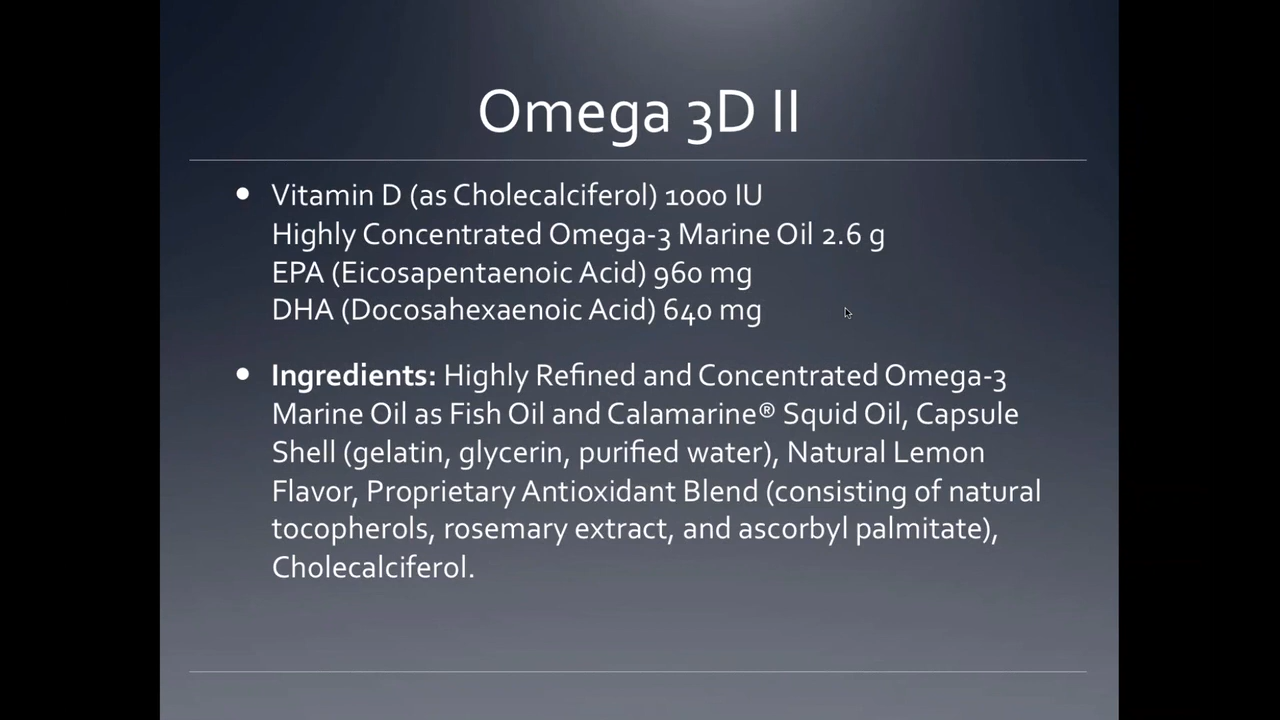 Omega 3D II
• Vitamin D (as Cholecalciferol) 1000 IU
Highly Concentrated Omega-3 Marine Oil 2.6 g
EPA (Eicosapentaenoic Acid) 960 mg
DHA (Docosahexaenoic Acid) 640 mg
• Ingredients: Highly Refined and Concentrated Omega-3
Marine Oil as Fish Oil and Calamarine® Squid Oil, Capsule
Shell (gelatin, glycerin, purified water), Natural Lemon
Flavor, Proprietary Antioxidant Blend (consisting of natural
tocopherols, rosemary extract, and ascorbyl palmitate),
Cholecalciferol.